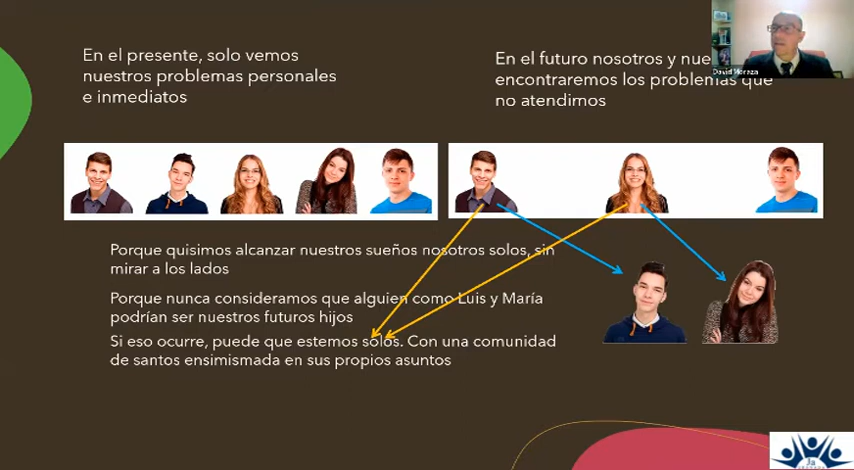 En el presente, solo vemos
nuestros problemas personales
e inmediatos
En el futuro nosotros y
encontraremos los problemas que
no atendimos
David Moraza
Porque quisimos alcanzar nuestros sueños nosotros solos, sin
mirar a los lados
Porque nunca consideramos que alguien como Luis y María
podrían ser nuestros futuros hijos
Si eso ocurre, puede que estemos solos. Con una comunidad
de santos ensimismada en sus propios asuntos